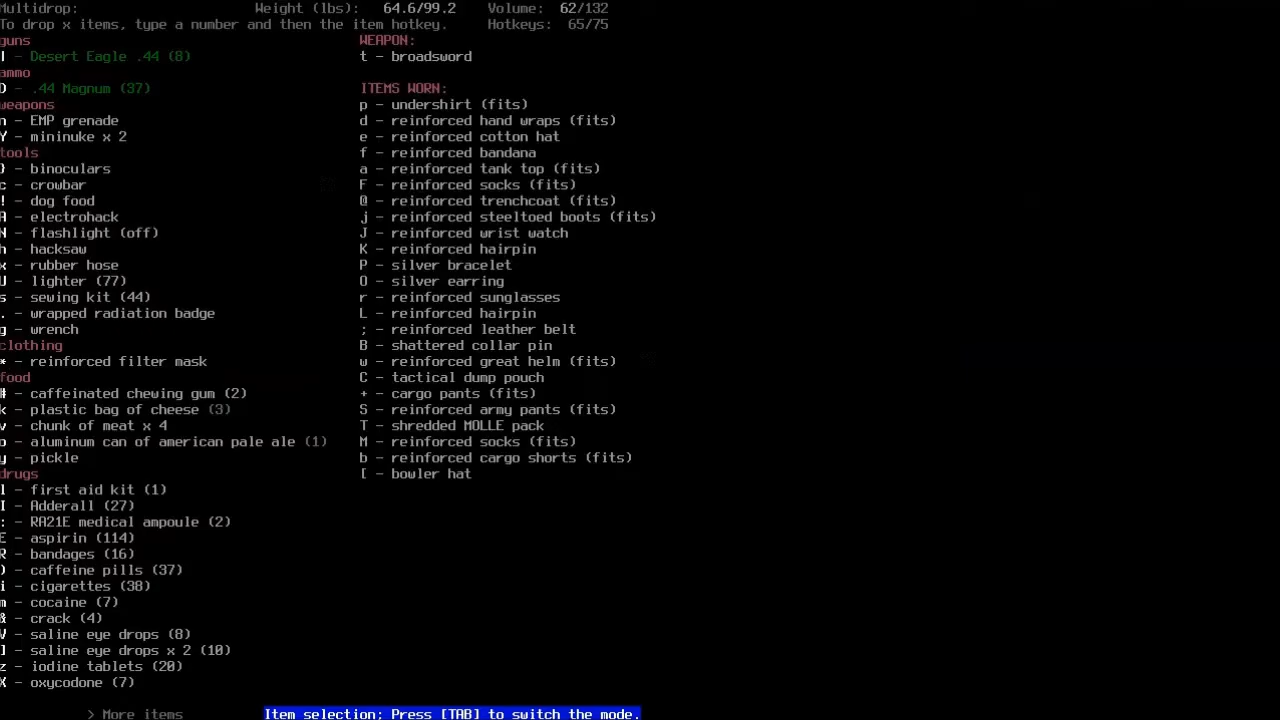 Multidrop: Weight (lbs): 64.6/99.2 Volume: 62/132
To drop x items, type a number and then the item hotkey. Hotkeys: 65/75
guns
- Desert Eagle .44 (8)
ammo
D - .44 Magnum (37)
weapons
n - EMP grenade
Y - mininuke x 2
tools
} - binoculars
c - crowbar
! - dog food
A - electrohack
N - flashlight (off)
h - hacksaw
x - rubber hose
U - lighter (77)
s - sewing kit (44)
. - wrapped radiation badge
g - wrench
clothing
* - reinforced filter mask
food
# - caffeinated chewing gum (2)
k - plastic bag of cheese (3)
v - chunk of meat x 4
o - aluminum can of american pale ale (1)
y - pickle
drugs
l - first aid kit (1)
I - Adderall (27)
: - RA21E medical ampoule (2)
E - aspirin (114)
R - bandages (16)
) - caffeine pills (37)
i - cigarettes (38)
m - cocaine (7)
& - crack (4)
V - saline eye drops (8)
] - saline eye drops x 2 (10)
z - iodine tablets (20)
X - oxycodone (7)
WEAPON:
t - broadsword
ITEMS WORN:
p - undershirt (fits)
d - reinforced hand wraps (fits)
e - reinforced cotton hat
f - reinforced bandana
a - reinforced tank top (fits)
F - reinforced socks (fits)
@ - reinforced trenchcoat (fits)
j - reinforced steeltoed boots (fits)
J - reinforced wrist watch
K - reinforced hairpin
P - silver bracelet
O - silver earring
r - reinforced sunglasses
L - reinforced hairpin
; - reinforced leather belt
B - shattered collar pin
w - reinforced great helm (fits)
C - tactical dump pouch
+ - cargo pants (fits)
S - reinforced army pants (fits)
T - shredded MOLLE pack
M - reinforced socks (fits)
b - reinforced cargo shorts (fits)
[ - bowler hat
> More items
Item selection; Press [TAB] to switch the mode.